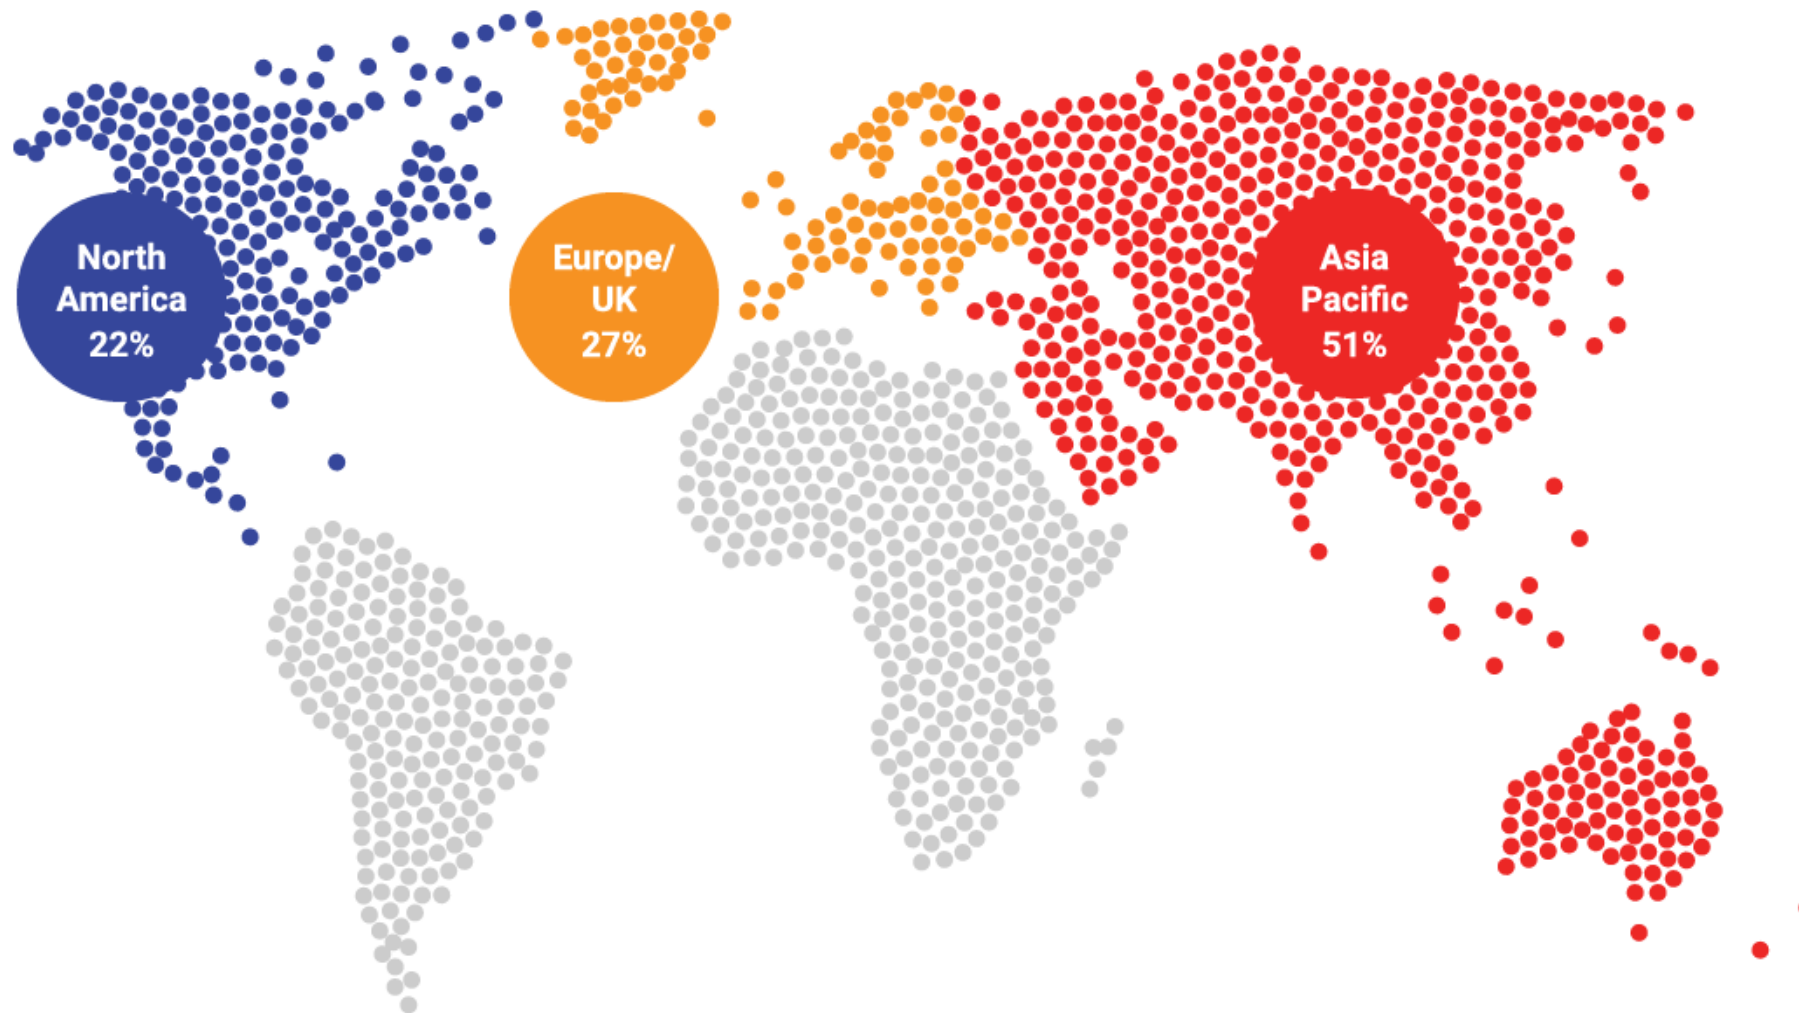 North
America
22%
Europe/
UK
27%
Asia
Pacific
51%